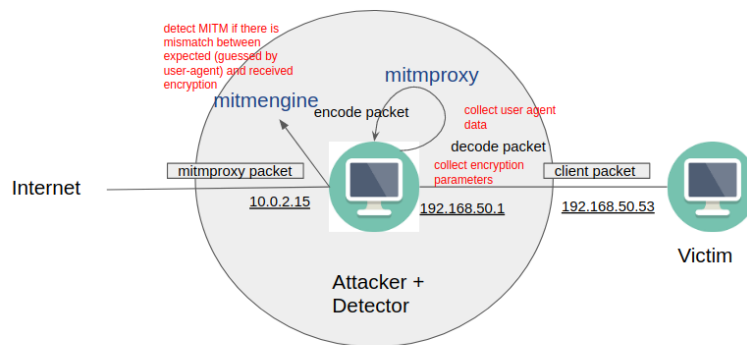 detect MITM if there is
mismatch between
expected (guessed by
user-agent) and received
encryption
mitmengine
mitmproxy
encode packet
collect user agent
data
decode packet
collect encryption
parameters
mitmproxy packet
client packet
Internet
10.0.2.15
192.168.50.1
192.168.50.53
Attacker +
Detector
Victim